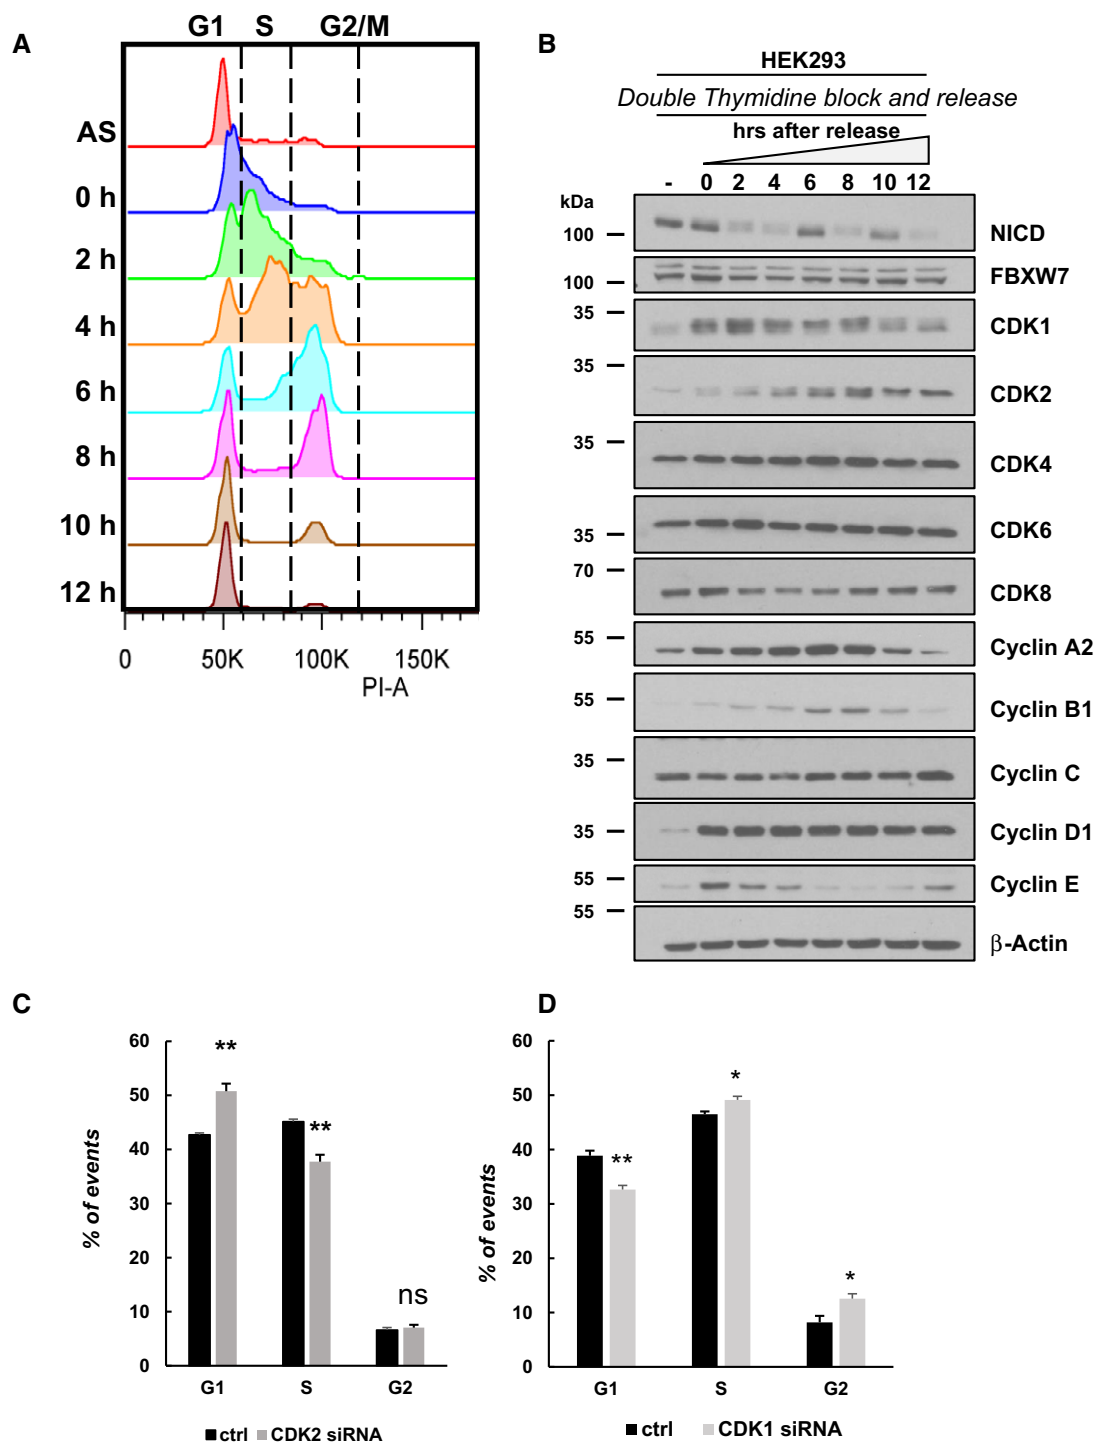 A
G1 S G2/M
AS
0 h
2 h
4 h
6 h
8 h
10 h
12 h
0 50K 100K 150K
PI-A
B
HEK293
Double Thymidine block and release
hrs after release
- 0 2 4 6 8 10 12
kDa
100 NICD
100 FBXW7
35 CDK1
35 CDK2
35 CDK4
35 CDK6
70 CDK8
55 Cyclin A2
55 Cyclin B1
35 Cyclin C
35 Cyclin D1
55 Cyclin E
55 β-Actin
C
% of events
60
50
40
30
20
10
0
**
**
ns
G1 S G2
ctrl CDK2 siRNA
D
% of events
60
50
40
30
20
10
0
**
*
*
G1 S G2
ctrl CDK1 siRNA